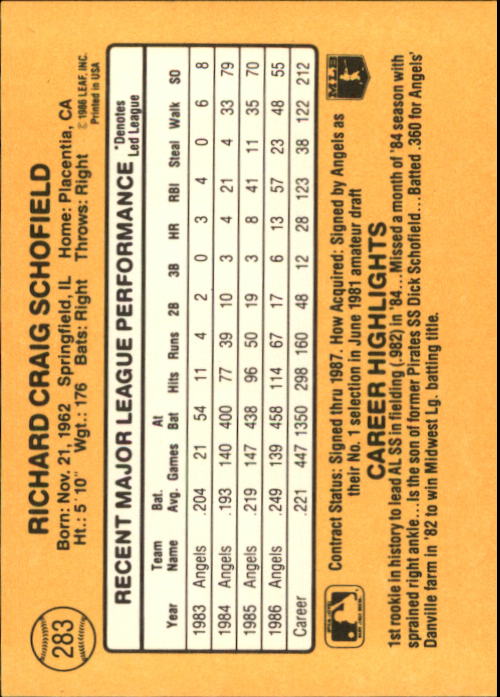 283
RICHARD CRAIG SCHOFIELD
Born: Nov. 21, 1962 Springfield, IL Home: Placentia, CA
Ht.: 5'10" Wgt.: 176 Bats: Right Throws: Right
© 1986 LEAF, INC.
Printed in USA
RECENT MAJOR LEAGUE PERFORMANCE
*Denotes
Led League
Year Team Name Bat. Avg. Games At Bat Hits Runs 2B 3B HR RBI Steal Walk SO
1983 Angels .204 21 54 11 4 2 0 3 4 0 6 8
1984 Angels .193 140 400 77 39 10 3 4 21 4 33 79
1985 Angels .219 147 438 96 50 19 3 8 41 11 35 70
1986 Angels .249 139 458 114 67 17 6 13 57 23 48 55
Career .221 447 1350 298 160 48 12 28 123 38 122 212
Contract Status: Signed thru 1987. How Acquired: Signed by Angels as
their No. 1 selection in June 1981 amateur draft
MLB
CAREER HIGHLIGHTS
1st rookie in history to lead AL SS in fielding (.982) in '84...Missed a month of '84 season with
sprained right ankle...Is the son of former Pirates SS Dick Schofield...Batted .360 for Angels'
Danville farm in '82 to win Midwest Lg. batting title.